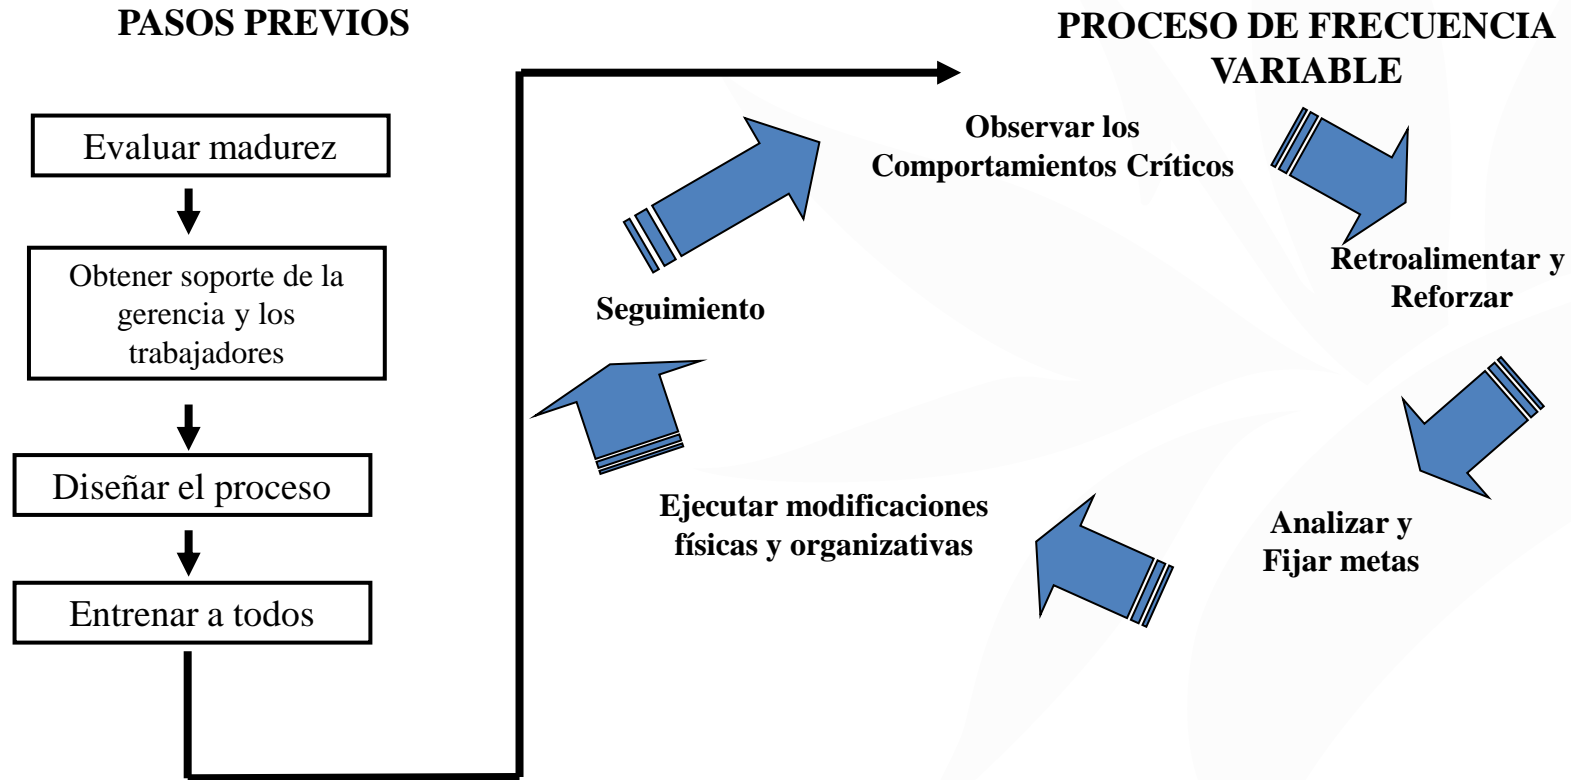 PASOS PREVIOS
Evaluar madurez
Obtener soporte de la
gerencia y los
trabajadores
Diseñar el proceso
Entrenar a todos
PROCESO DE FRECUENCIA
VARIABLE
Observar los
Comportamientos Críticos
Retroalimentar y
Reforzar
Analizar y
Fijar metas
Ejecutar modificaciones
físicas y organizativas
Seguimiento